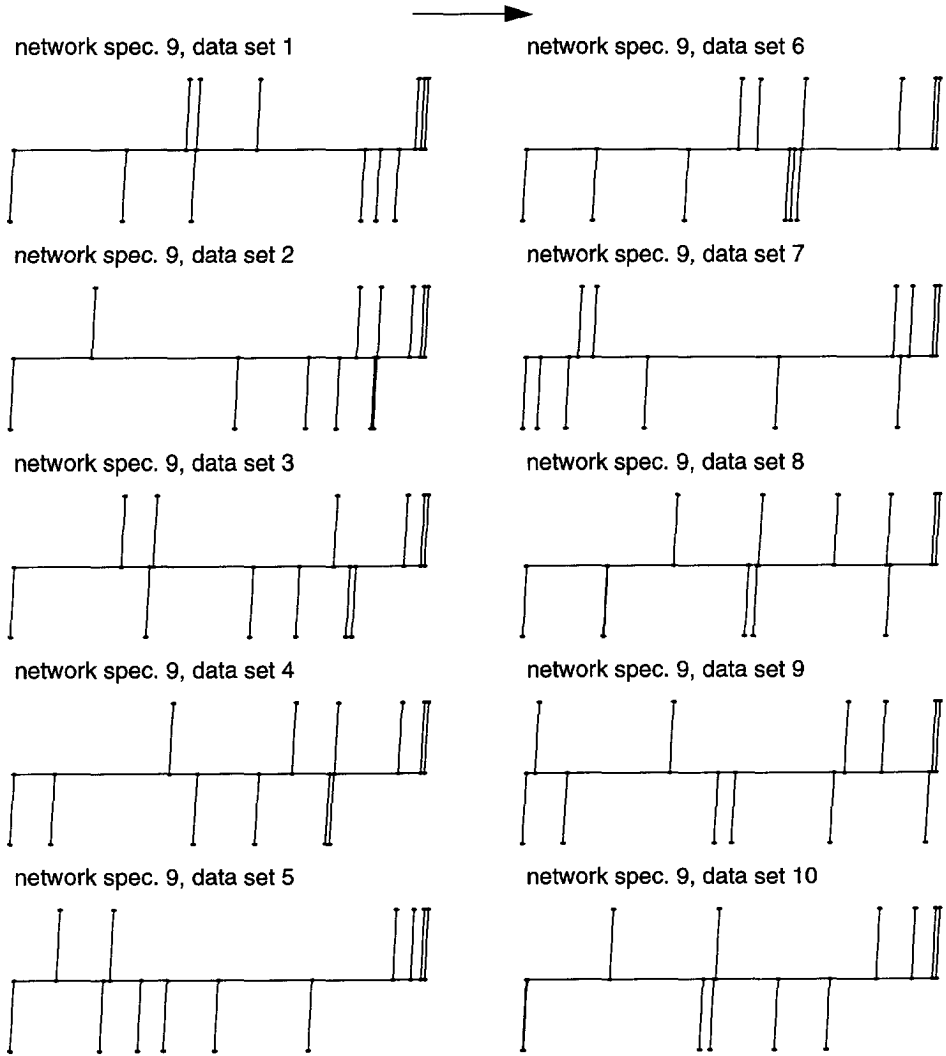 network spec. 9, data set 1
network spec. 9, data set 6
network spec. 9, data set 2
network spec. 9, data set 7
network spec. 9, data set 3
network spec. 9, data set 8
network spec. 9, data set 4
network spec. 9, data set 9
network spec. 9, data set 5
network spec. 9, data set 10